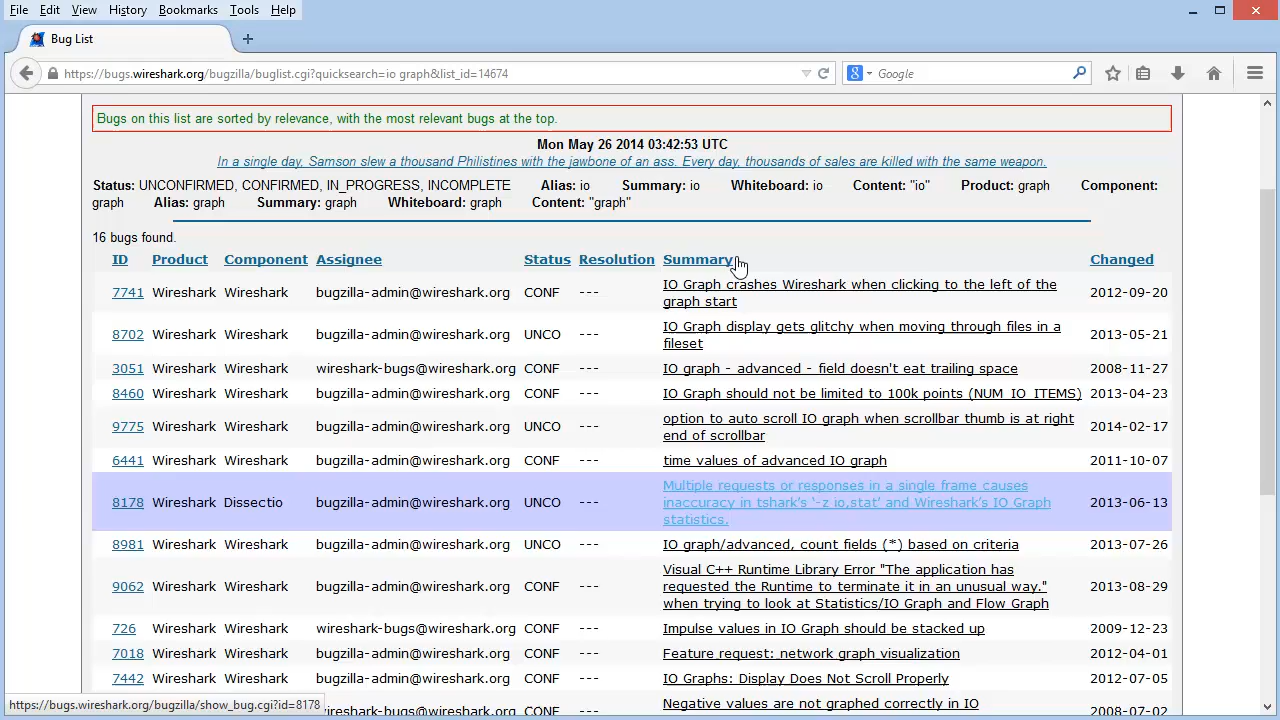 File Edit View History Bookmarks Tools Help
Bug List
https://bugs.wireshark.org/bugzilla/buglist.cgi?quicksearch=io graph&list_id=14674
Google
Bugs on this list are sorted by relevance, with the most relevant bugs at the top.
Mon May 26 2014 03:42:53 UTC
In a single day, Samson slew a thousand Philistines with the jawbone of an ass. Every day, thousands of sales are killed with the same weapon.
Status: UNCONFIRMED, CONFIRMED, IN_PROGRESS, INCOMPLETE Alias: io Summary: io Whiteboard: io Content: "io" Product: graph Component:
graph Alias: graph Summary: graph Whiteboard: graph Content: "graph"
16 bugs found.
ID Product Component Assignee Status Resolution Summary Changed
7741 Wireshark Wireshark bugzilla-admin@wireshark.org CONF --- IO Graph crashes Wireshark when clicking to the left of the 2012-09-20
graph start
8702 Wireshark Wireshark bugzilla-admin@wireshark.org UNCO --- IO Graph display gets glitchy when moving through files in a 2013-05-21
fileset
3051 Wireshark Wireshark wireshark-bugs@wireshark.org CONF --- IO graph - advanced - field doesn't eat trailing space 2008-11-27
8460 Wireshark Wireshark bugzilla-admin@wireshark.org CONF --- IO Graph should not be limited to 100k points (NUM_IO_ITEMS) 2013-04-23
9775 Wireshark Wireshark bugzilla-admin@wireshark.org UNCO --- option to auto scroll IO graph when scrollbar thumb is at right 2014-02-17
end of scrollbar
6441 Wireshark Wireshark bugzilla-admin@wireshark.org CONF --- time values of advanced IO graph 2011-10-07
8178 Wireshark Dissectio bugzilla-admin@wireshark.org UNCO --- Multiple requests or responses in a single frame causes 2013-06-13
inaccuracy in tshark's '-z io,stat' and Wireshark's IO Graph
statistics.
8981 Wireshark Wireshark bugzilla-admin@wireshark.org UNCO --- IO graph/advanced, count fields (*) based on criteria 2013-07-26
9062 Wireshark Wireshark bugzilla-admin@wireshark.org CONF --- Visual C++ Runtime Library Error "The application has 2013-08-29
requested the Runtime to terminate it in an unusual way."
when trying to look at Statistics/IO Graph and Flow Graph
726 Wireshark Wireshark wireshark-bugs@wireshark.org CONF --- Impulse values in IO Graph should be stacked up 2009-12-23
7018 Wireshark Wireshark bugzilla-admin@wireshark.org CONF --- Feature request: network graph visualization 2012-04-01
7442 Wireshark Wireshark bugzilla-admin@wireshark.org CONF --- IO Graphs: Display Does Not Scroll Properly 2012-07-05
ireshark-bugs@wireshark.org CONF --- Negative values are not graphed correctly in IO 2008-07-02
https://bugs.wireshark.org/bugzilla/show_bug.cgi?id=8178